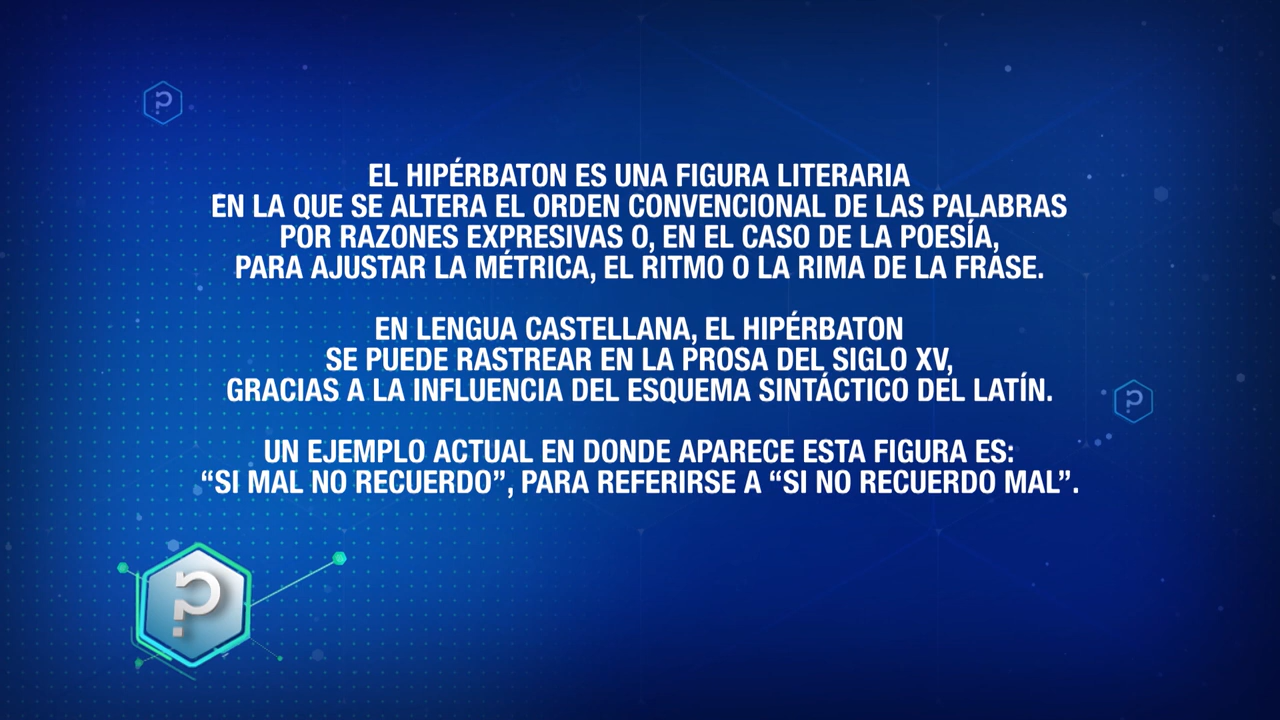 EL HIPÉRBATON ES UNA FIGURA LITERARIA
EN LA QUE SE ALTERA EL ORDEN CONVENCIONAL DE LAS PALABRAS
POR RAZONES EXPRESIVAS O, EN EL CASO DE LA POESÍA,
PARA AJUSTAR LA MÉTRICA, EL RITMO O LA RIMA DE LA FRASE.
EN LENGUA CASTELLANA, EL HIPÉRBATON
SE PUEDE RASTREAR EN LA PROSA DEL SIGLO XV,
GRACIAS A LA INFLUENCIA DEL ESQUEMA SINTÁCTICO DEL LATÍN.
UN EJEMPLO ACTUAL EN DONDE APARECE ESTA FIGURA ES:
“SI MAL NO RECUERDO”, PARA REFERIRSE A “SI NO RECUERDO MAL”.